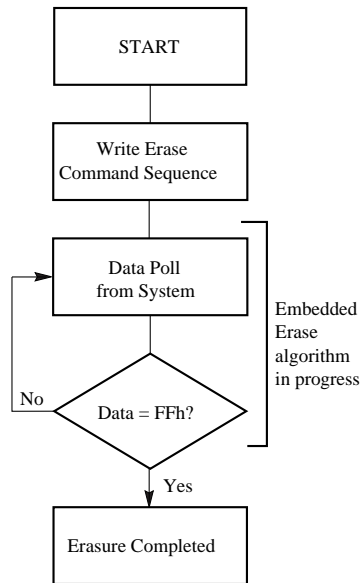 START
Write Erase
Command Sequence
Data Poll
from System
Embedded
Erase
algorithm
in progress
No
Data = FFh?
Yes
Erasure Completed